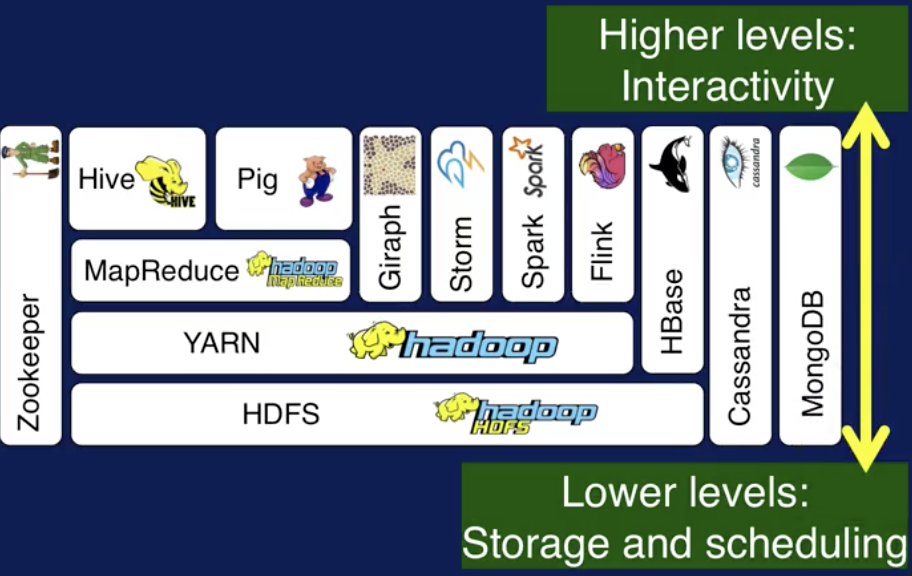 Higher levels:
Interactivity
Zookeeper
Hive
HIVE
Pig
Giraph
Storm
Spark
Spark
Flink
HBase
cassandra
Cassandra
MongoDB
MapReduce
hadoop
MapReduce
YARN
hadoop
HDFS
hadoop
HDFS
Lower levels:
Storage and scheduling